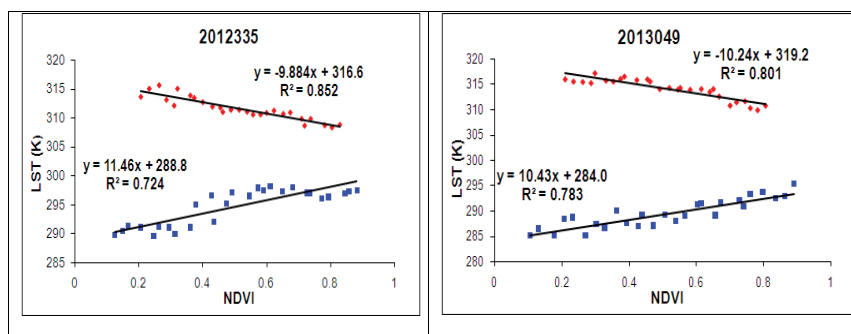 2012335
y = -9.884x + 316.6
R² = 0.852
y = 11.46x + 288.8
R² = 0.724
LST (K)
320
315
310
305
300
295
290
285
0
0.2
0.4
0.6
0.8
1
NDVI
2013049
y = -10.24x + 319.2
R² = 0.801
y = 10.43x + 284.0
R² = 0.783
LST (K)
320
315
310
305
300
295
290
285
280
0
0.2
0.4
0.6
0.8
1
NDVI